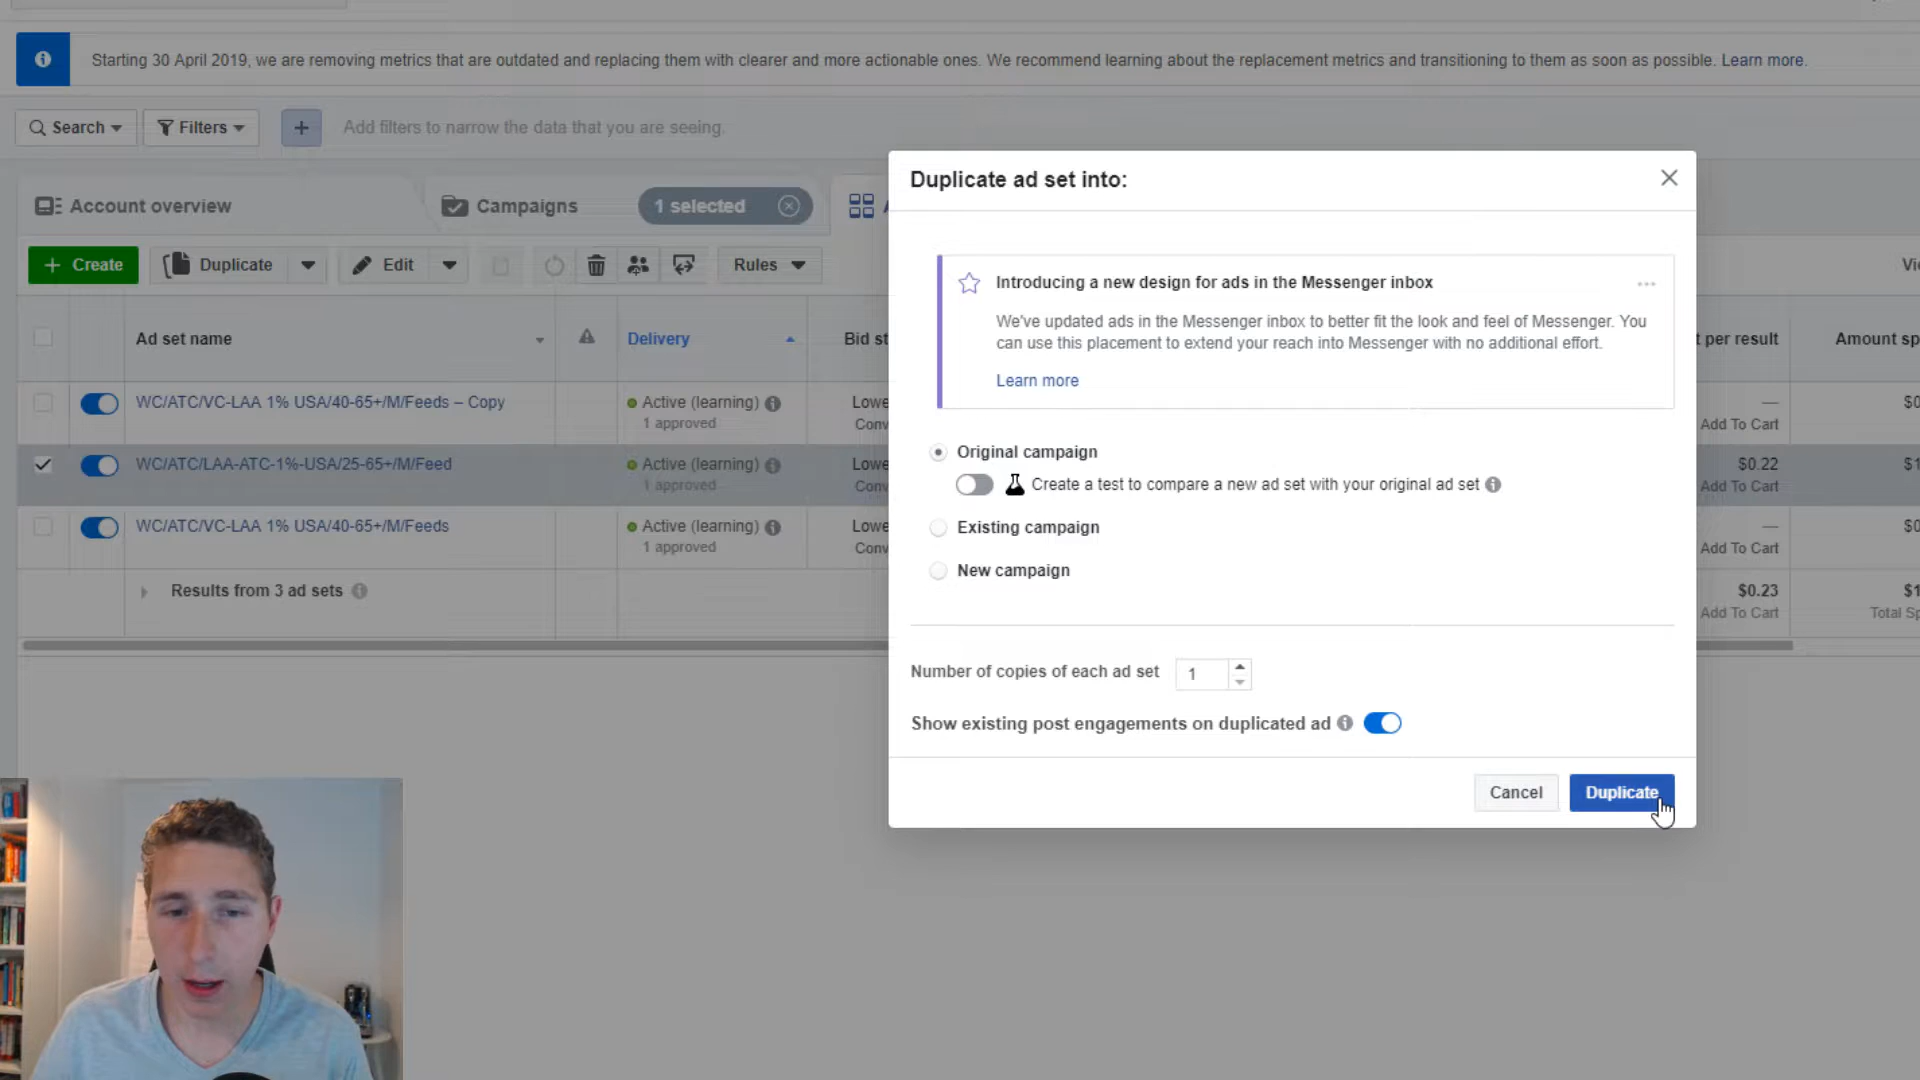 Starting 30 April 2019, we are removing metrics that are outdated and replacing them with clearer and more actionable ones. We recommend learning about the replacement metrics and transitioning to them as soon as possible. Learn more.
Search
Filters
+
Add filters to narrow the data that you are seeing.
Account overview
Campaigns
1 selected
+ Create
Duplicate
Edit
Rules
Ad set name
Delivery
Bid st
t per result
Amount sp
WC/ATC/VC-LAA 1% USA/40-65+/M/Feeds – Copy
Active (learning)
1 approved
Lowe
Conv
—
Add To Cart
$0
WC/ATC/LAA-ATC-1%-USA/25-65+/M/Feed
Active (learning)
1 approved
Lowe
Conv
$0.22
Add To Cart
$1
WC/ATC/VC-LAA 1% USA/40-65+/M/Feeds
Active (learning)
1 approved
Lowe
Conv
—
Add To Cart
$0
Results from 3 ad sets
$0.23
Add To Cart
$1
Total Sp
Duplicate ad set into:
Introducing a new design for ads in the Messenger inbox
We've updated ads in the Messenger inbox to better fit the look and feel of Messenger. You
can use this placement to extend your reach into Messenger with no additional effort.
Learn more
Original campaign
Create a test to compare a new ad set with your original ad set
Existing campaign
New campaign
Number of copies of each ad set
1
Show existing post engagements on duplicated ad
Cancel
Duplicate